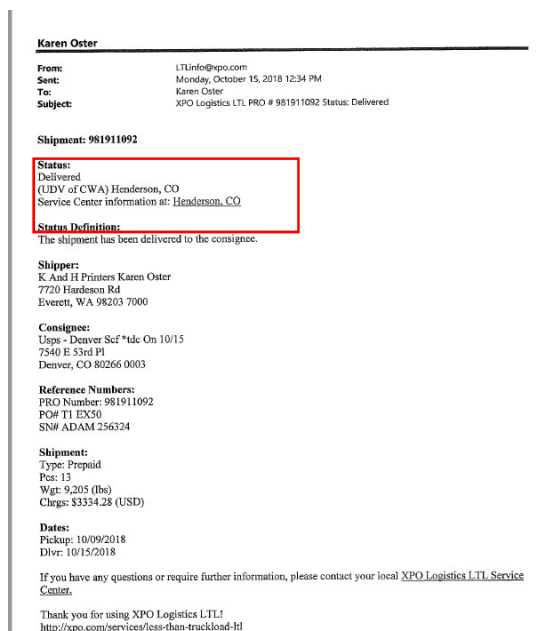 Karen Oster
From: LTLinfo@xpo.com
Sent: Monday, October 15, 2018 12:34 PM
To: Karen Oster
Subject: XPO Logistics LTL PRO # 981911092 Status: Delivered
Shipment: 981911092
Status:
Delivered
(UDV of CWA) Henderson, CO
Service Center information at: Henderson, CO
Status Definition:
The shipment has been delivered to the consignee.
Shipper:
K And H Printers Karen Oster
7720 Hardeson Rd
Everett, WA 98203 7000
Consignee:
Usps - Denver Scf *tdc On 10/15
7540 E 53rd Pl
Denver, CO 80266 0003
Reference Numbers:
PRO Number: 981911092
PO# T1 EX50
SN# ADAM 256324
Shipment:
Type: Prepaid
Pcs: 13
Wgt: 9,205 (lbs)
Chrgs: $3334.28 (USD)
Dates:
Pickup: 10/09/2018
Dlvr: 10/15/2018
If you have any questions or require further information, please contact your local XPO Logistics LTL Service
Center.
Thank you for using XPO Logistics LTL!
http://xpo.com/services/less-than-truckload-ltl